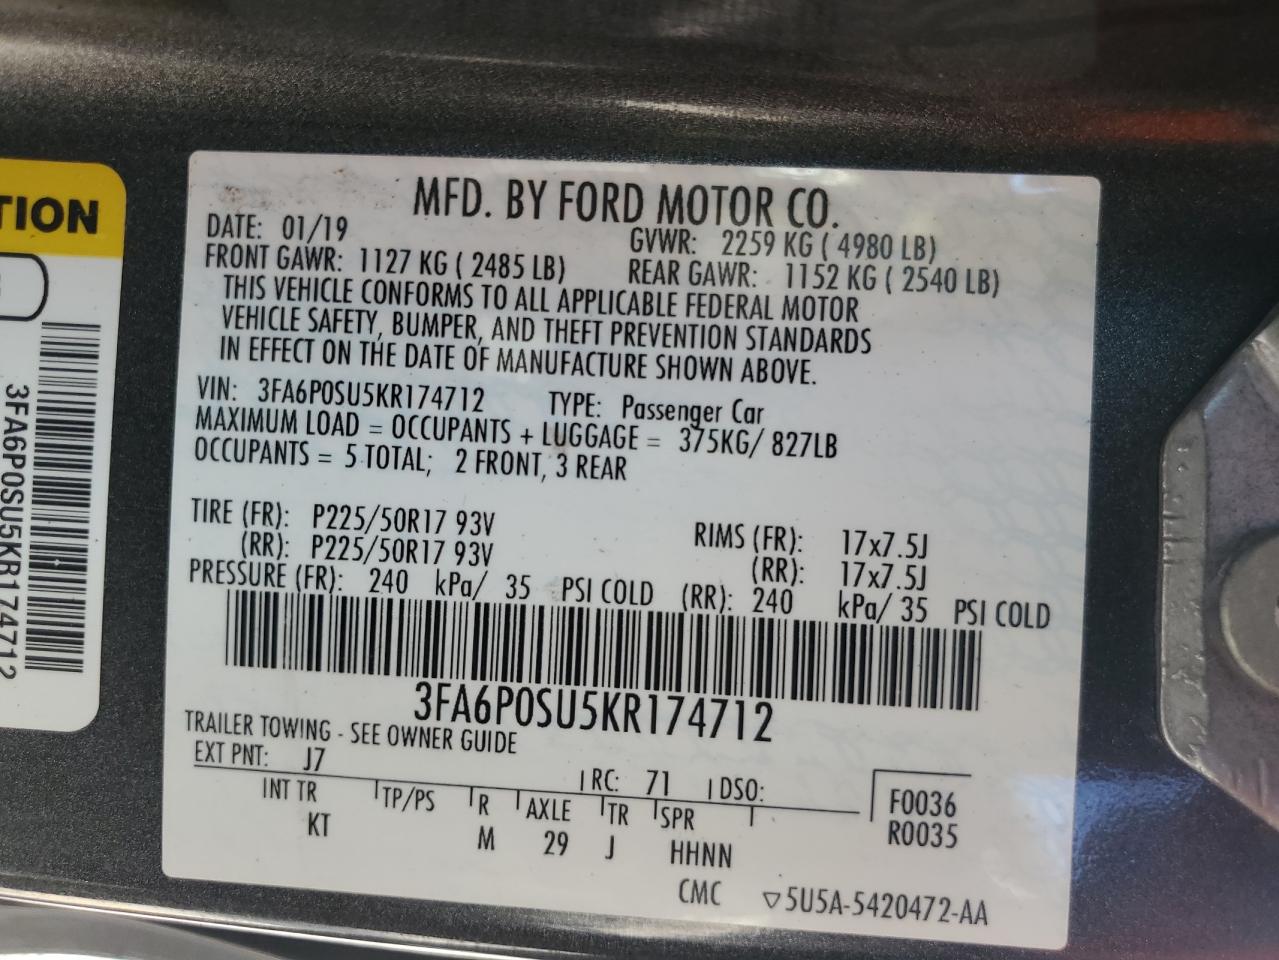 MFD. BY FORD MOTOR CO.
DATE: 01/19 GVWR: 2259 KG ( 4980 LB)
FRONT GAWR: 1127 KG ( 2485 LB) REAR GAWR: 1152 KG ( 2540 LB)
THIS VEHICLE CONFORMS TO ALL APPLICABLE FEDERAL MOTOR
VEHICLE SAFETY, BUMPER, AND THEFT PREVENTION STANDARDS
IN EFFECT ON THE DATE OF MANUFACTURE SHOWN ABOVE.
VIN: 3FA6P0SU5KR174712 TYPE: Passenger Car
MAXIMUM LOAD = OCCUPANTS + LUGGAGE = 375KG/ 827LB
OCCUPANTS = 5 TOTAL; 2 FRONT, 3 REAR
TIRE (FR): P225/50R17 93V RIMS (FR): 17x7.5J
(RR): P225/50R17 93V (RR): 17x7.5J
PRESSURE (FR): 240 kPa/ 35 PSI COLD (RR): 240 kPa/ 35 PSI COLD
3FA6P0SU5KR174712
TRAILER TOWING - SEE OWNER GUIDE
EXT PNT: J7 RC: 71 DSO:
INT TR TP/PS R AXLE TR SPR F0036
KT M 29 J HHNN R0035
CMC ▽5U5A-5420472-AA
TION
3FA6P0SU5KR174712